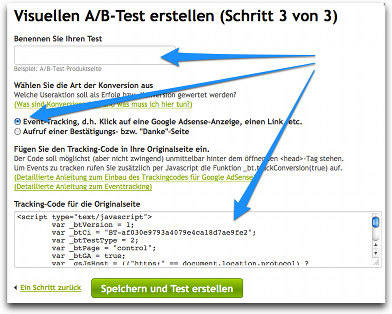 Visuellen A/B-Test erstellen (Schritt 3 von 3)
Benennen Sie Ihren Test
Beispiel: A/B-Test Produktseite
Wählen Sie die Art der Konversion aus
Welche Useraktion soll als Erfolg bzw. Konversion gewertet werden?
(Was sind Konversionen und was muss ich hier tun?)
Event-Tracking, d.h. Klick auf eine Google Adsense-Anzeige, einen Link, etc.
Aufruf einer Bestätigungs- bzw. "Danke"-Seite
Fügen Sie den Tracking-Code in Ihre Originalseite ein.
Der Code soll möglichst (aber nicht zwingend) unmittelbar hinter dem öffnenden <head>-Tag stehen.
Um Events zu tracken rufen Sie zusätzlich per Javascript die Funktion _bt.trackConversion(true) auf.
(Detaillierte Anleitung zum Einbau des Trackingcodes für Google AdSense)
(Detaillierte Anleitung zum Eventtracking)
Tracking-Code für die Originalseite
<script type="text/javascript">
var _btVersion = 1;
var _btCi = "BT-af030e9793a4079e4ca18d7ae9fe2";
var _btTestType = 2;
var _btPage = "control";
var _btGA = true;
var _gsJsHost = (("https:" == document.location.protocol) ?
Ein Schritt zurück
Speichern und Test erstellen